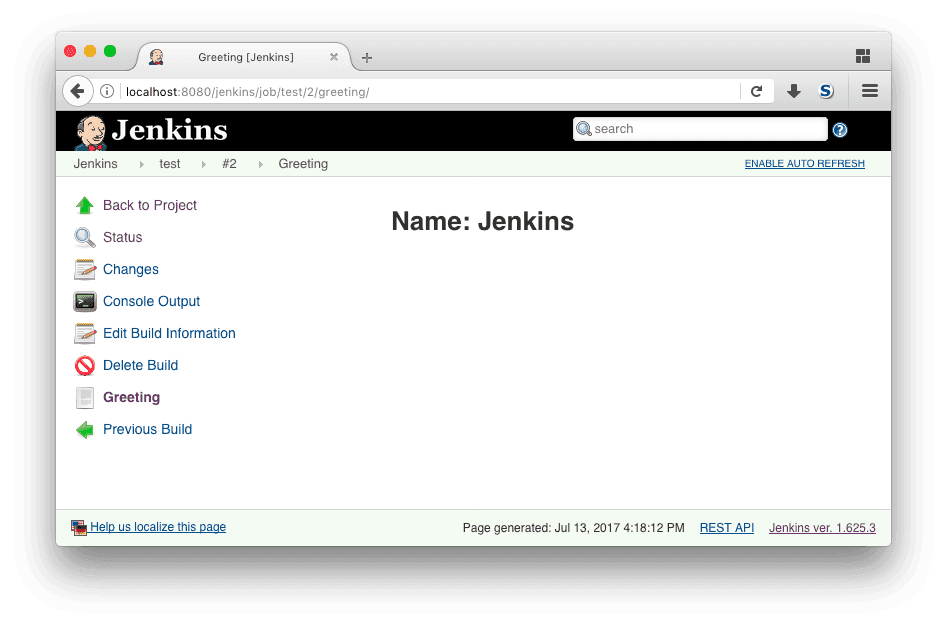 Greeting [Jenkins]
localhost:8080/jenkins/job/test/2/greeting/
S
Jenkins
search
?
Jenkins test #2 Greeting
ENABLE AUTO REFRESH
Back to Project
Status
Changes
Console Output
Edit Build Information
Delete Build
Greeting
Previous Build
Name: Jenkins
Help us localize this page
Page generated: Jul 13, 2017 4:18:12 PM REST API Jenkins ver. 1.625.3